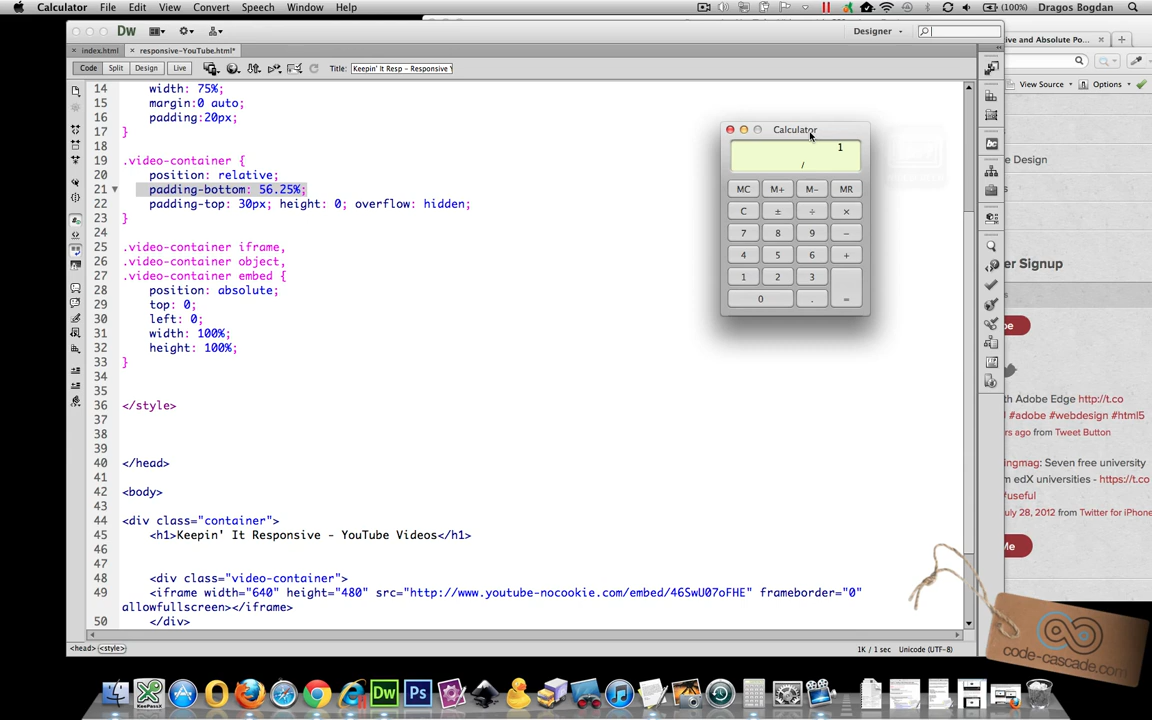 Calculator File Edit View Convert Speech Window Help (100%) Dragos Bogdan
Dw Designer
index.html responsive-YouTube.html*
ive and Absolute Po...
Code Split Design Live Title: Keepin' It Resp - Responsive
View Source Options
14 width: 75%;
15 margin:0 auto;
16 padding:20px;
17 }
18
19 .video-container {
20 position: relative;
21 padding-bottom: 56.25%;
22 padding-top: 30px; height: 0; overflow: hidden;
23 }
24
25 .video-container iframe,
26 .video-container object,
27 .video-container embed {
28 position: absolute;
29 top: 0;
30 left: 0;
31 width: 100%;
32 height: 100%;
33 }
34
35
36 </style>
37
38
39
40 </head>
41
42 <body>
43
44 <div class="container">
45 <h1>Keepin' It Responsive - YouTube Videos</h1>
46
47
48 <div class="video-container">
49 <iframe width="640" height="480" src="http://www.youtube-nocookie.com/embed/46SwU07oFHE" frameborder="0"
allowfullscreen></iframe>
50 </div>
<head> <style> 1K / 1 sec Unicode (UTF-8)
Calculator
1
/
MC M+ M− MR
C ± ÷ ×
7 8 9 −
4 5 6 +
1 2 3
0 . =
e Design
er Signup
be
th Adobe Edge http://t.co
#adobe #webdesign #html5
rs ago from Tweet Button
ingmag: Seven free university
m edX universities - https://t.co
#useful
uly 28, 2012 from Twitter for iPhone
Me
code-cascade.com
Dw Ps